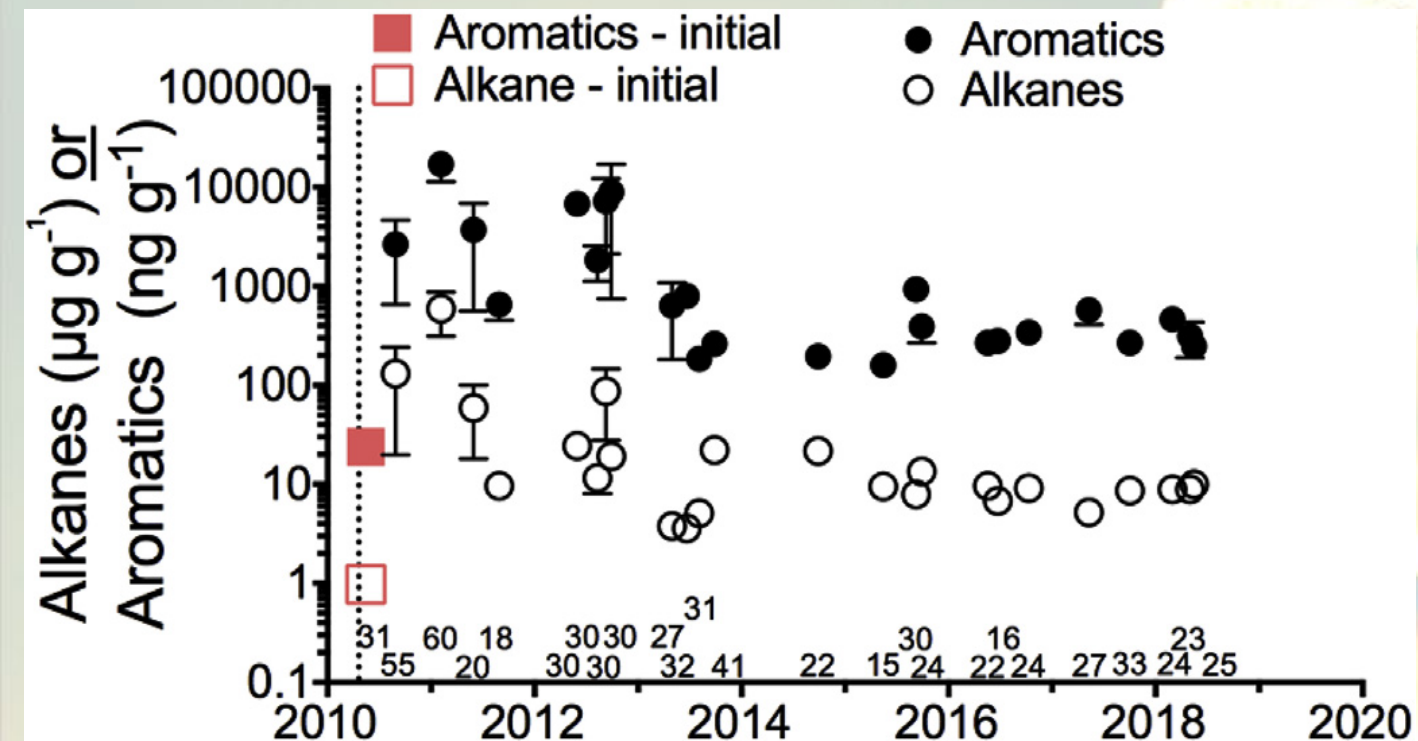 Aromatics - initial
Alkane - initial
Aromatics
Alkanes
Alkanes (µg g⁻¹) or
Aromatics (ng g⁻¹)
100000
10000
1000
100
10
1
0.1
31
31 60 18 30 30 27 30 16 23
55 20 30 30 32 41 22 15 24 22 24 27 33 24 25
2010 2012 2014 2016 2018 2020